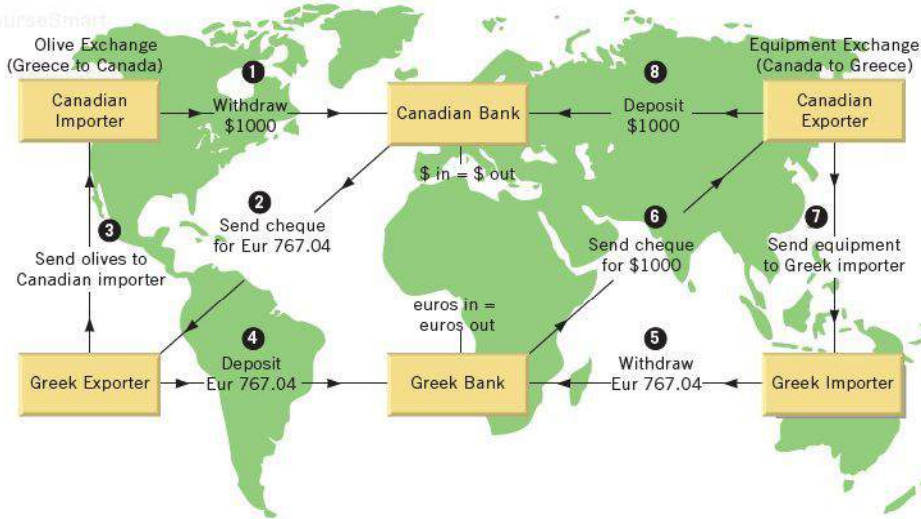 Olive Exchange
(Greece to Canada)
Equipment Exchange
(Canada to Greece)
1
8
Canadian
Importer
Withdraw
$1000
Canadian Bank
Deposit
$1000
Canadian
Exporter
$ in = $ out
2
Send cheque
for Eur 767.04
3
Send olives to
Canadian importer
6
Send cheque
for $1000
7
Send equipment
to Greek importer
euros in =
euros out
4
Deposit
Eur 767.04
5
Withdraw
Eur 767.04
Greek Exporter
Greek Bank
Greek Importer